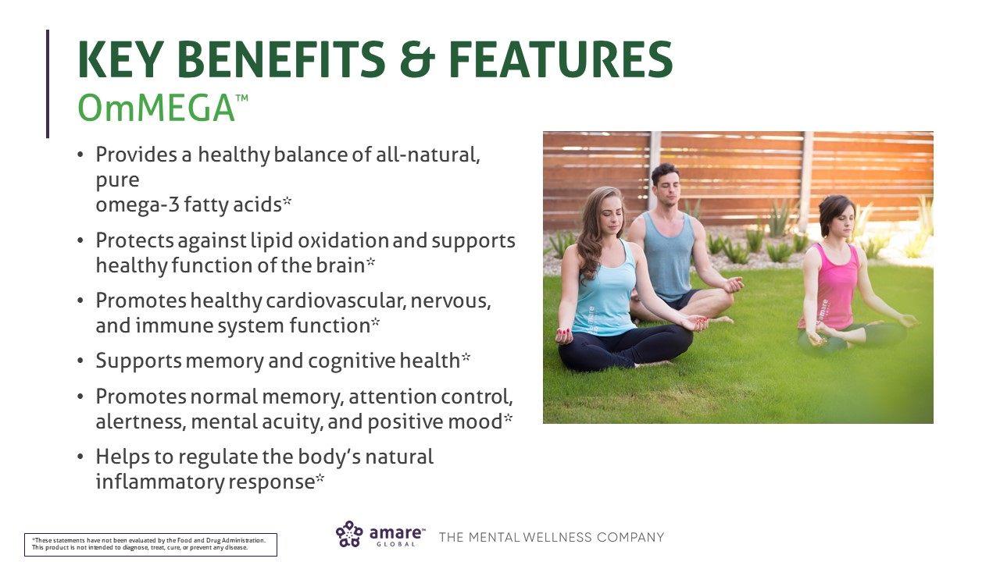 KEY BENEFITS & FEATURES
OmMEGA™
• Provides a healthy balance of all-natural,
pure
omega-3 fatty acids*
• Protects against lipid oxidation and supports
healthy function of the brain*
• Promotes healthy cardiovascular, nervous,
and immune system function*
• Supports memory and cognitive health*
• Promotes normal memory, attention control,
alertness, mental acuity, and positive mood*
• Helps to regulate the body’s natural
inflammatory response*
amare
amare
*These statements have not been evaluated by the Food and Drug Administration.
This product is not intended to diagnose, treat, cure, or prevent any disease.
amare™
GLOBAL
THE MENTAL WELLNESS COMPANY